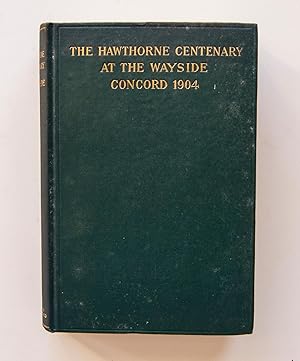 THE HAWTHORNE CENTENARY
AT THE WAYSIDE
CONCORD 1904